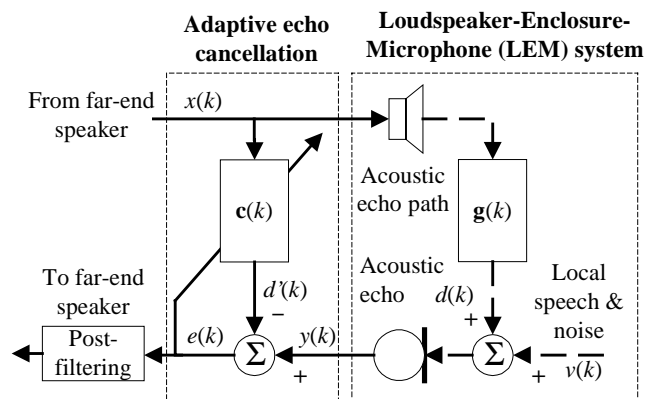 Adaptive echo
cancellation
Loudspeaker-Enclosure-
Microphone (LEM) system
From far-end
speaker
x(k)
c(k)
Acoustic
echo path
g(k)
To far-end
speaker
d’(k)
−
Acoustic
echo
d(k)
+
Local
speech &
noise
Post-
filtering
e(k)
Σ
y(k)
+
Σ
+
v(k)